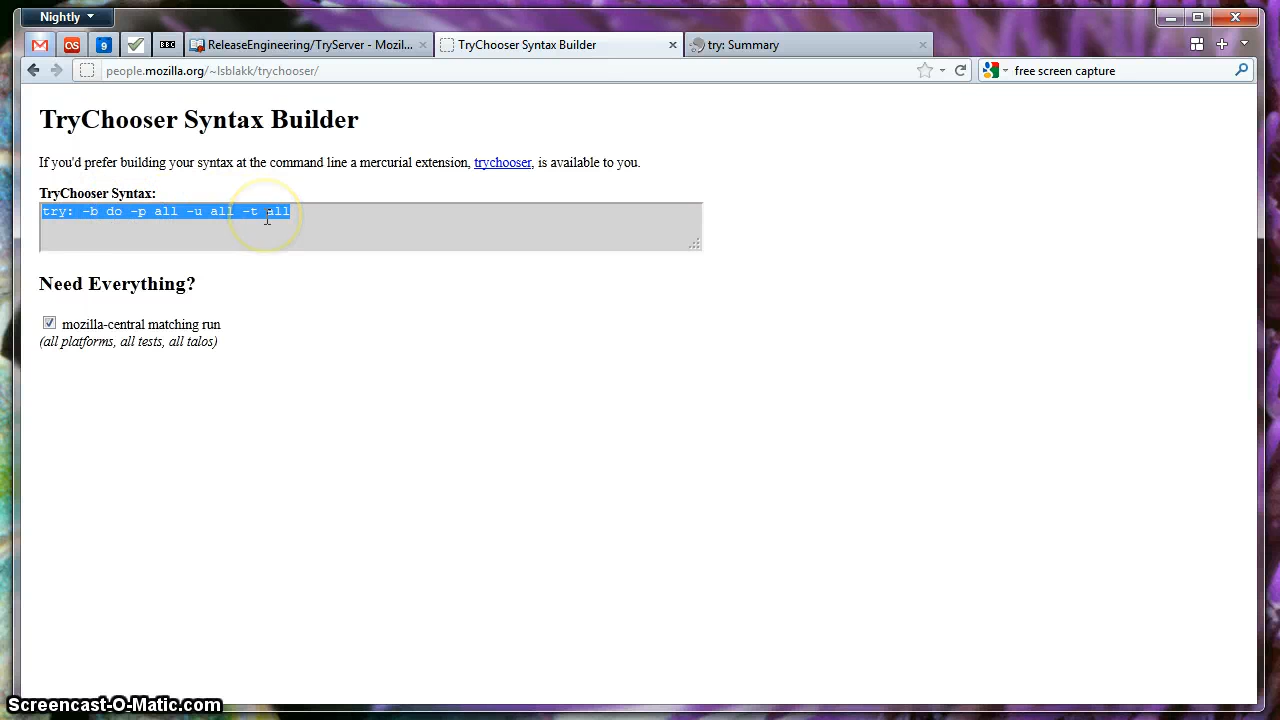 Nightly
OS
9
BBC
ReleaseEngineering/TryServer - Mozil...
TryChooser Syntax Builder
try: Summary
people.mozilla.org/~lsblakk/trychooser/
free screen capture
TryChooser Syntax Builder
If you'd prefer building your syntax at the command line a mercurial extension, trychooser, is available to you.
TryChooser Syntax:
try: -b do -p all -u all -t all
Need Everything?
mozilla-central matching run
(all platforms, all tests, all talos)
Screencast-O-Matic.com